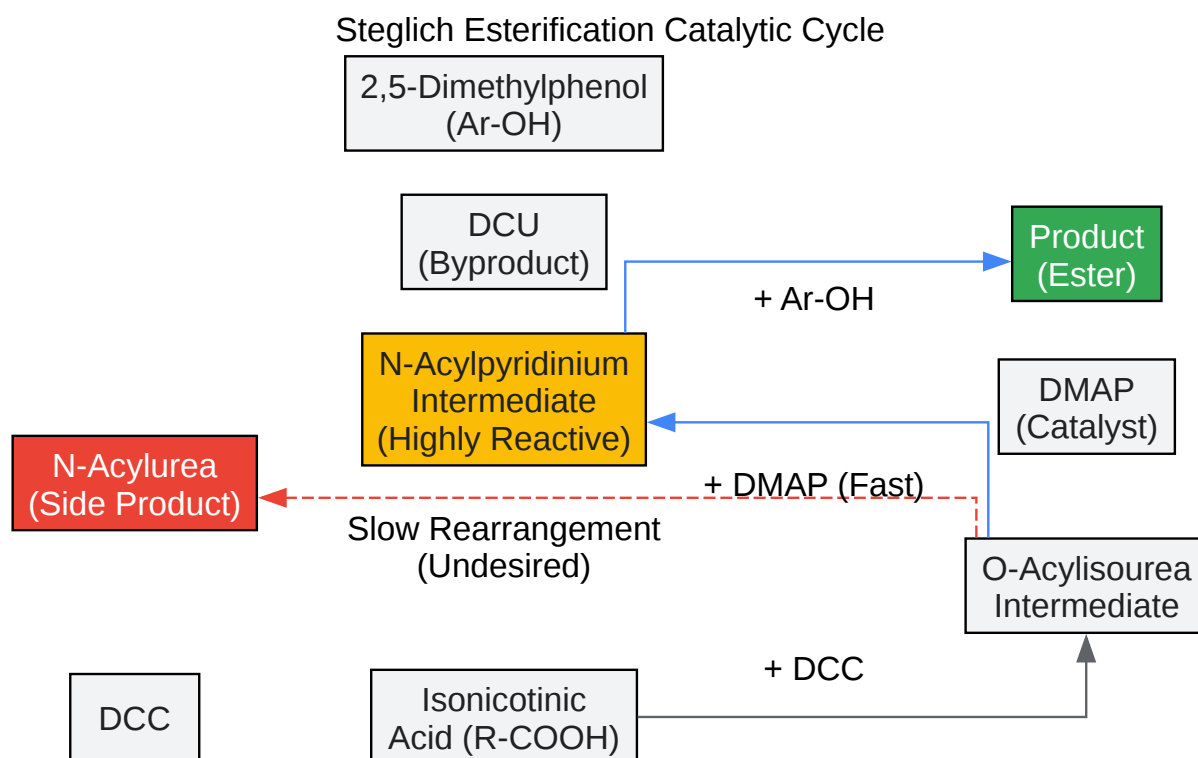 Steglich Esterification Catalytic Cycle
2,5-Dimethylphenol
(Ar-OH)
DCU
(Byproduct)
Product
(Ester)
+ Ar-OH
N-Acylpyridinium
Intermediate
(Highly Reactive)
DMAP
(Catalyst)
N-Acylurea
(Side Product)
+ DMAP (Fast)
Slow Rearrangement
(Undesired)
O-Acylisourea
Intermediate
+ DCC
DCC
Isonicotinic
Acid (R-COOH)